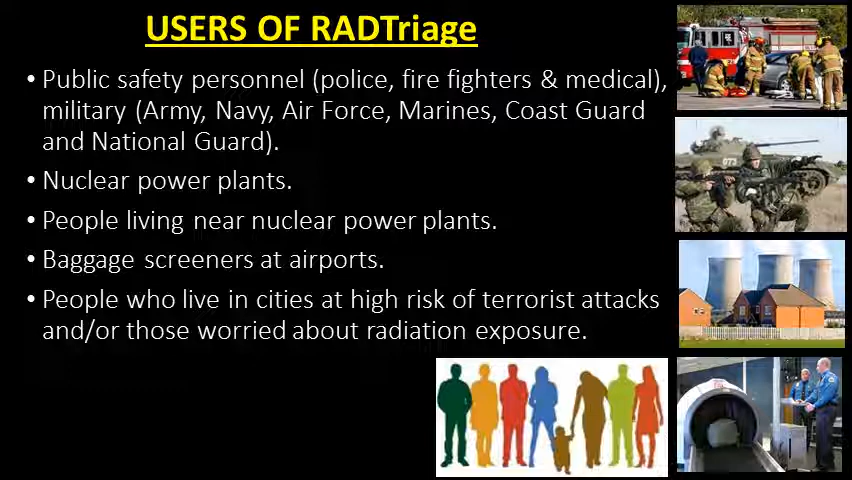 USERS OF RADTriage
• Public safety personnel (police, fire fighters & medical),
military (Army, Navy, Air Force, Marines, Coast Guard
and National Guard).
• Nuclear power plants.
• People living near nuclear power plants.
• Baggage screeners at airports.
• People who live in cities at high risk of terrorist attacks
and/or those worried about radiation exposure.
073